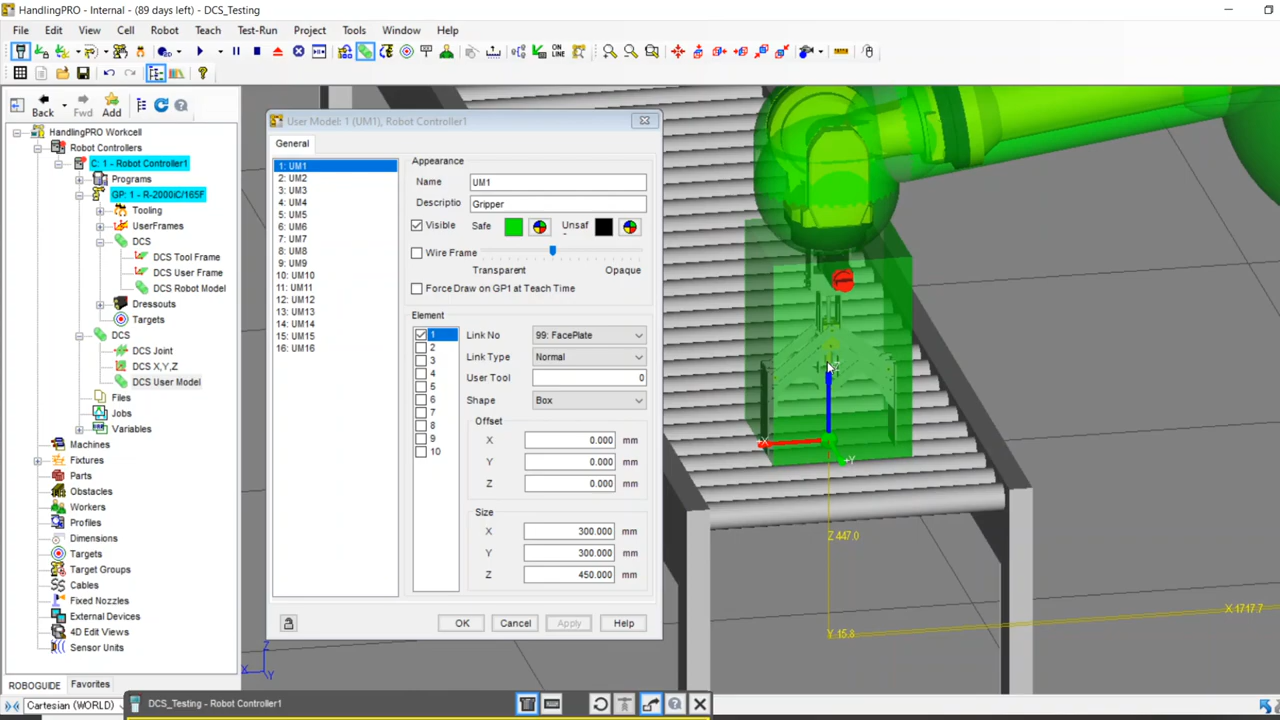 HandlingPRO - Internal - (89 days left) - DCS_Testing
File Edit View Cell Robot Teach Test-Run Project Tools Window Help
ON LINE
Back Fwd Add
HandlingPRO Workcell
Robot Controllers
C: 1 - Robot Controller1
Programs
GP: 1 - R-2000iC/165F
Tooling
UserFrames
DCS
DCS Tool Frame
DCS User Frame
DCS Robot Model
Dressouts
Targets
DCS
DCS Joint
DCS X,Y,Z
DCS User Model
Files
Jobs
Variables
Machines
Fixtures
Parts
Obstacles
Workers
Profiles
Dimensions
Targets
Target Groups
Cables
Fixed Nozzles
External Devices
4D Edit Views
Sensor Units
ROBOGUIDE Favorites
Cartesian (WORLD)
User Model: 1 (UM1), Robot Controller1
General
1: UM1
2: UM2
3: UM3
4: UM4
5: UM5
6: UM6
7: UM7
8: UM8
9: UM9
10: UM10
11: UM11
12: UM12
13: UM13
14: UM14
15: UM15
16: UM16
Appearance
Name UM1
Descriptio Gripper
Visible Safe Unsaf
Wire Frame
Transparent Opaque
Force Draw on GP1 at Teach Time
Element
1
2
3
4
5
6
7
8
9
10
Link No 99: FacePlate
Link Type Normal
User Tool 0
Shape Box
Offset
X 0.000 mm
Y 0.000 mm
Z 0.000 mm
Size
X 300.000 mm
Y 300.000 mm
Z 450.000 mm
OK Cancel Apply Help
X
+Y
Z 447.0
X 1717.7
Y 15.8
Z
X
Y
DCS_Testing - Robot Controller1